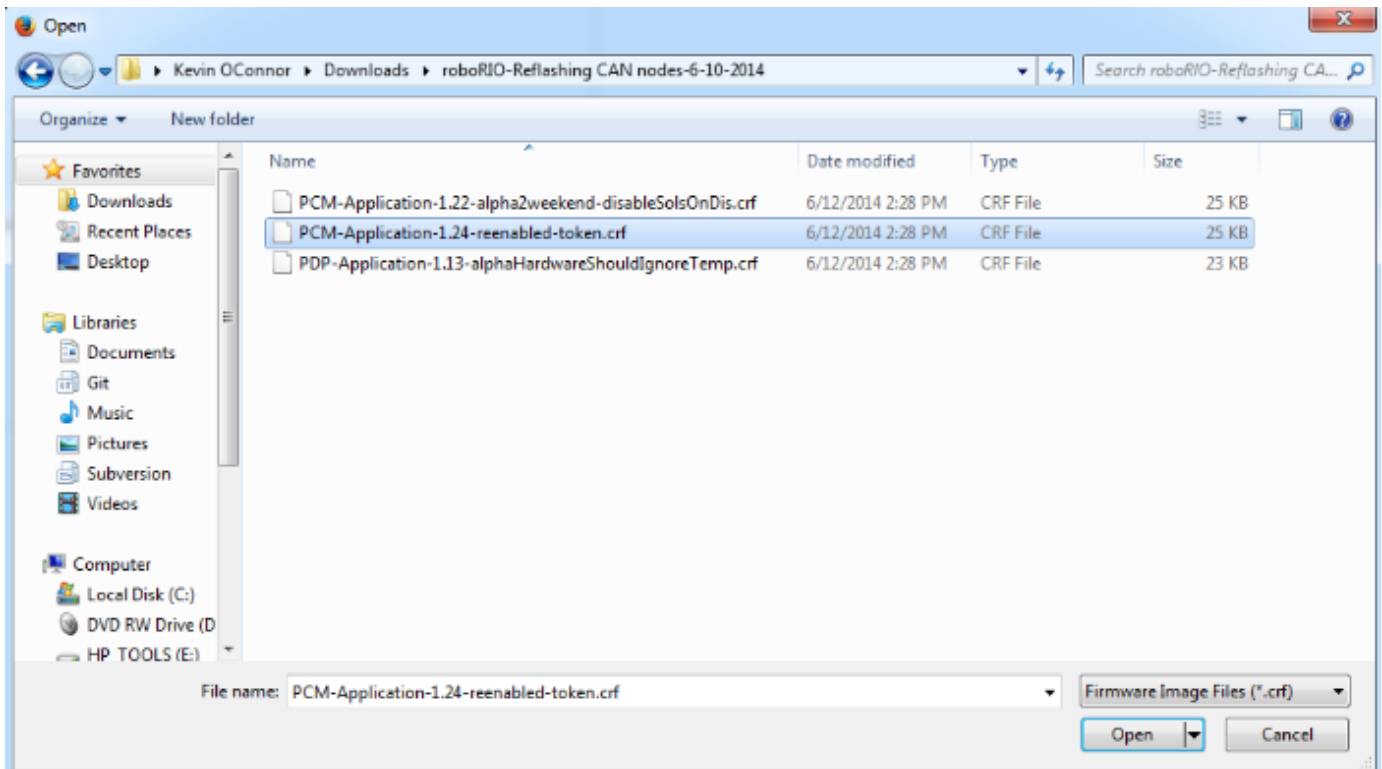 Open
Kevin OConnor Downloads roboRIO-Reflashing CAN nodes-6-10-2014 Search roboRIO-Reflashing CA...
Organize New folder
Name Date modified Type Size
PCM-Application-1.22-alpha2weekend-disableSolsOnDis.crf 6/12/2014 2:28 PM CRF File 25 KB
PCM-Application-1.24-reenabled-token.crf 6/12/2014 2:28 PM CRF File 25 KB
PDP-Application-1.13-alphaHardwareShouldIgnoreTemp.crf 6/12/2014 2:28 PM CRF File 23 KB
Favorites
Downloads
Recent Places
Desktop
Libraries
Documents
Git
Music
Pictures
Subversion
Videos
Computer
Local Disk (C:)
DVD RW Drive (D
HP_TOOLS (E:)
File name: PCM-Application-1.24-reenabled-token.crf Firmware Image Files (*.crf)
Open Cancel